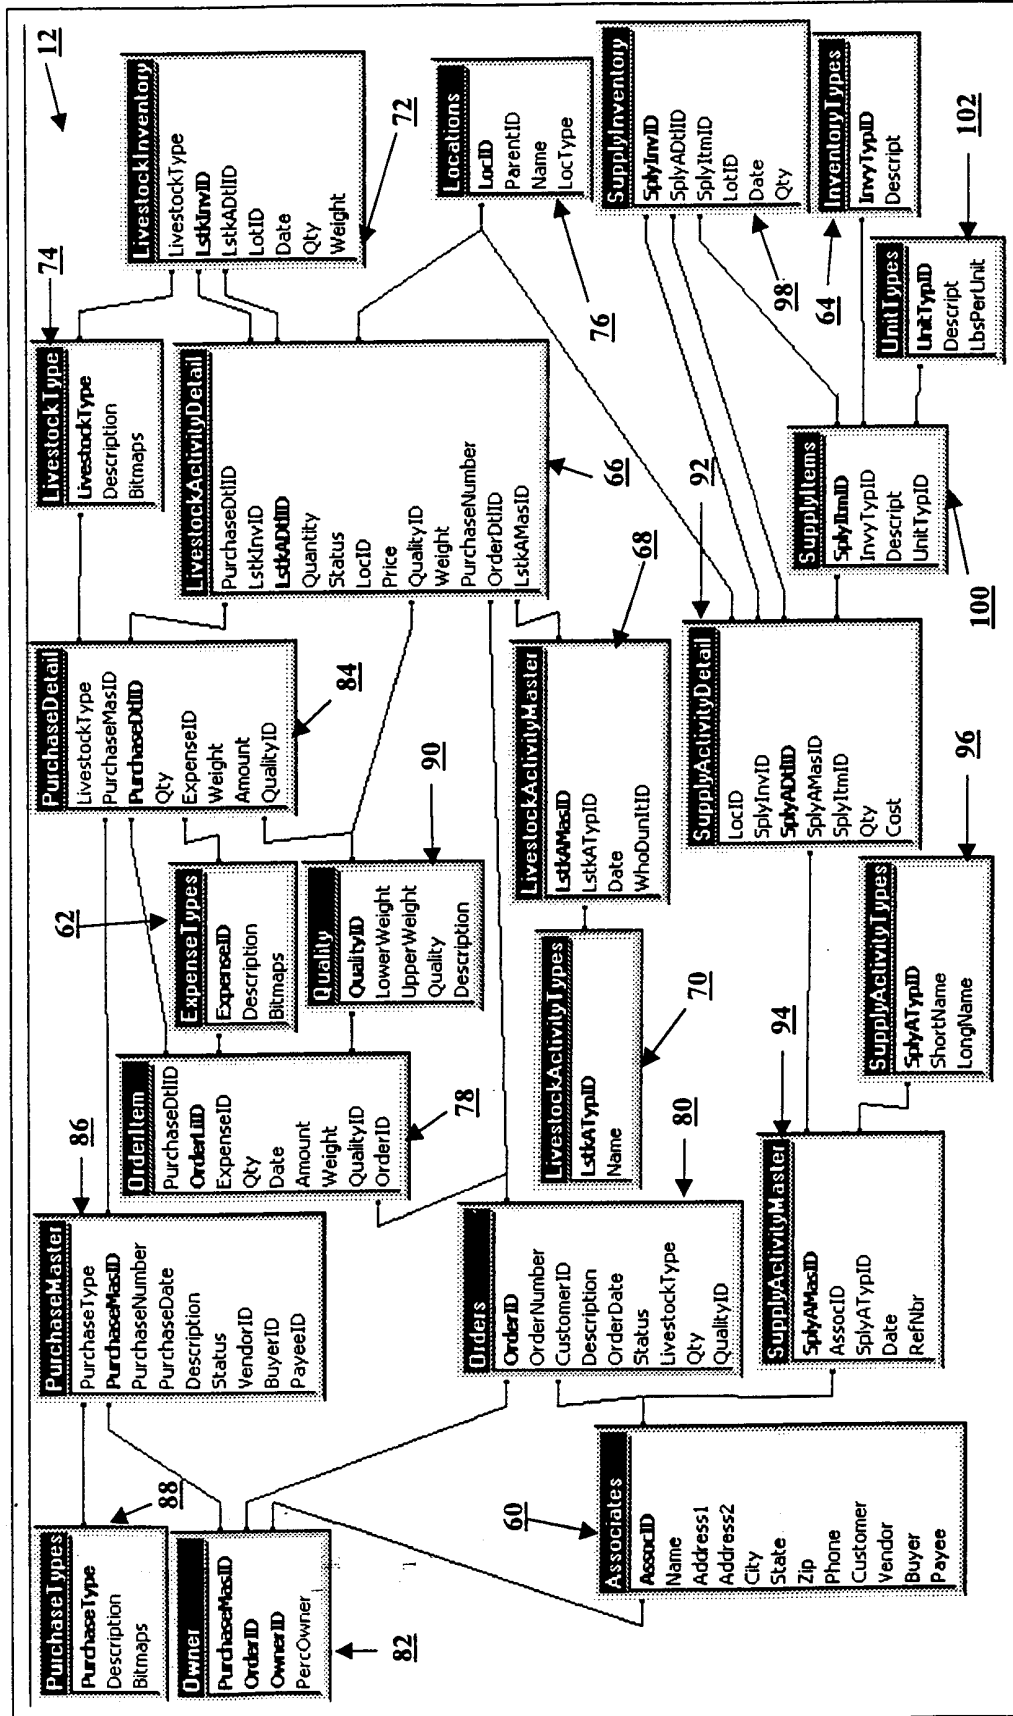 12
PurchaseTypes
PurchaseType
Description
Bitmaps
88
Owner
PurchaseMasID
OrderID
OwnerID
PercOwner
82
PurchaseMaster
PurchaseType
PurchaseMasID
PurchaseNumber
PurchaseDate
Description
Status
VendorID
BuyerID
PayeeID
86
OrderItem
PurchaseDtlID
OrderLiID
ExpenseID
Qty
Date
Amount
Weight
QualityID
OrderID
78
ExpenseTypes
ExpenseID
Description
Bitmaps
62
Quality
QualityID
LowerWeight
UpperWeight
Quality
Description
90
PurchaseDetail
LivestockType
PurchaseMasID
PurchaseDtlID
Qty
ExpenseID
Weight
Amount
QualityID
84
LivestockType
LivestockType
Description
Bitmaps
74
LivestockInventory
LivestockType
LstkInvID
LstkADtlID
LotID
Date
Qty
Weight
72
LivestockActivityDetail
PurchaseDtlID
LstkInvID
LstkADtlID
Quantity
Status
LocID
Price
QualityID
Weight
PurchaseNumber
OrderDtlID
LstkAMasID
66
Locations
LocID
ParentID
Name
LocType
76
Orders
OrderID
OrderNumber
CustomerID
Description
OrderDate
Status
LivestockType
Qty
QualityID
80
LivestockActivityTypes
LstkATypID
Name
70
LivestockActivityMaster
LstkAMasID
LstkATypID
Date
WhoDunItID
68
Associates
AssocID
Name
Address1
Address2
City
State
Zip
Phone
Customer
Vendor
Buyer
Payee
60
SupplyActivityMaster
SplyAMasID
AssocID
SplyATypID
Date
RefNbr
94
SupplyActivityTypes
SplyATypID
ShortName
LongName
96
SupplyActivityDetail
LocID
SplyInvID
SplyADtlID
SplyAMasID
SplyItmID
Qty
Cost
92
SupplyItems
SplyItmID
InvyTypID
Descript
UnitTypID
100
SupplyInventory
SplyInvID
SplyADtlID
SplyItmID
LotID
Date
Qty
98
InventoryTypes
InvyTypID
Descript
64
UnitTypes
UnitTypID
Descript
LbsPerUnit
102